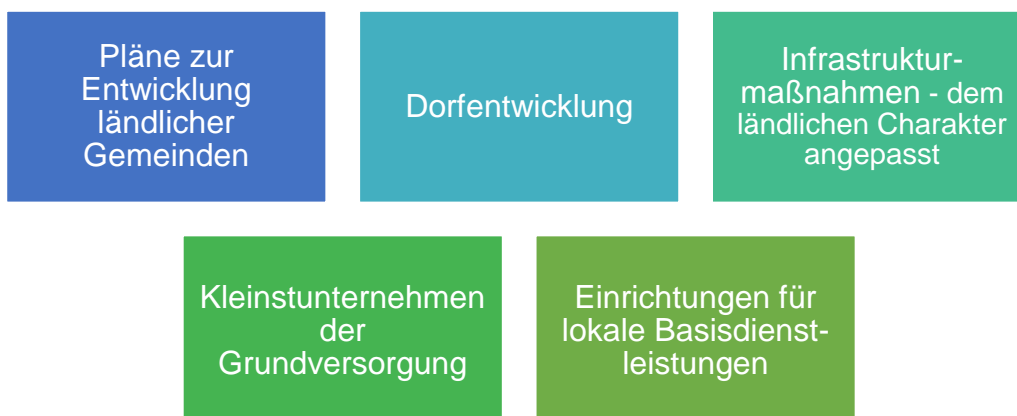 Pläne zur
Entwicklung
ländlicher
Gemeinden
Dorfentwicklung
Infrastruktur-
maßnahmen - dem
ländlichen Charakter
angepasst
Kleinstunternehmen
der
Grundversorgung
Einrichtungen für
lokale Basisdienst-
leistungen